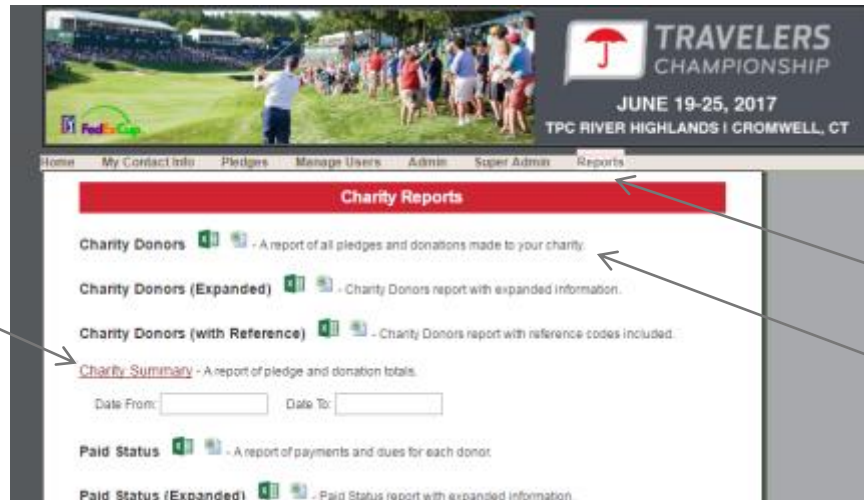 TRAVELERS
CHAMPIONSHIP
JUNE 19-25, 2017
TPC RIVER HIGHLANDS | CROMWELL, CT
FedExCup
Home My Contact Info Pledges Manage Users Admin Super Admin Reports
Charity Reports
Charity Donors - A report of all pledges and donations made to your charity.
Charity Donors (Expanded) - Charity Donors report with expanded information.
Charity Donors (with Reference) - Charity Donors report with reference codes included.
Charity Summary - A report of pledge and donation totals.
Date From: Date To:
Paid Status - A report of payments and dues for each donor.
Paid Status (Expanded) - Paid Status report with expanded information.